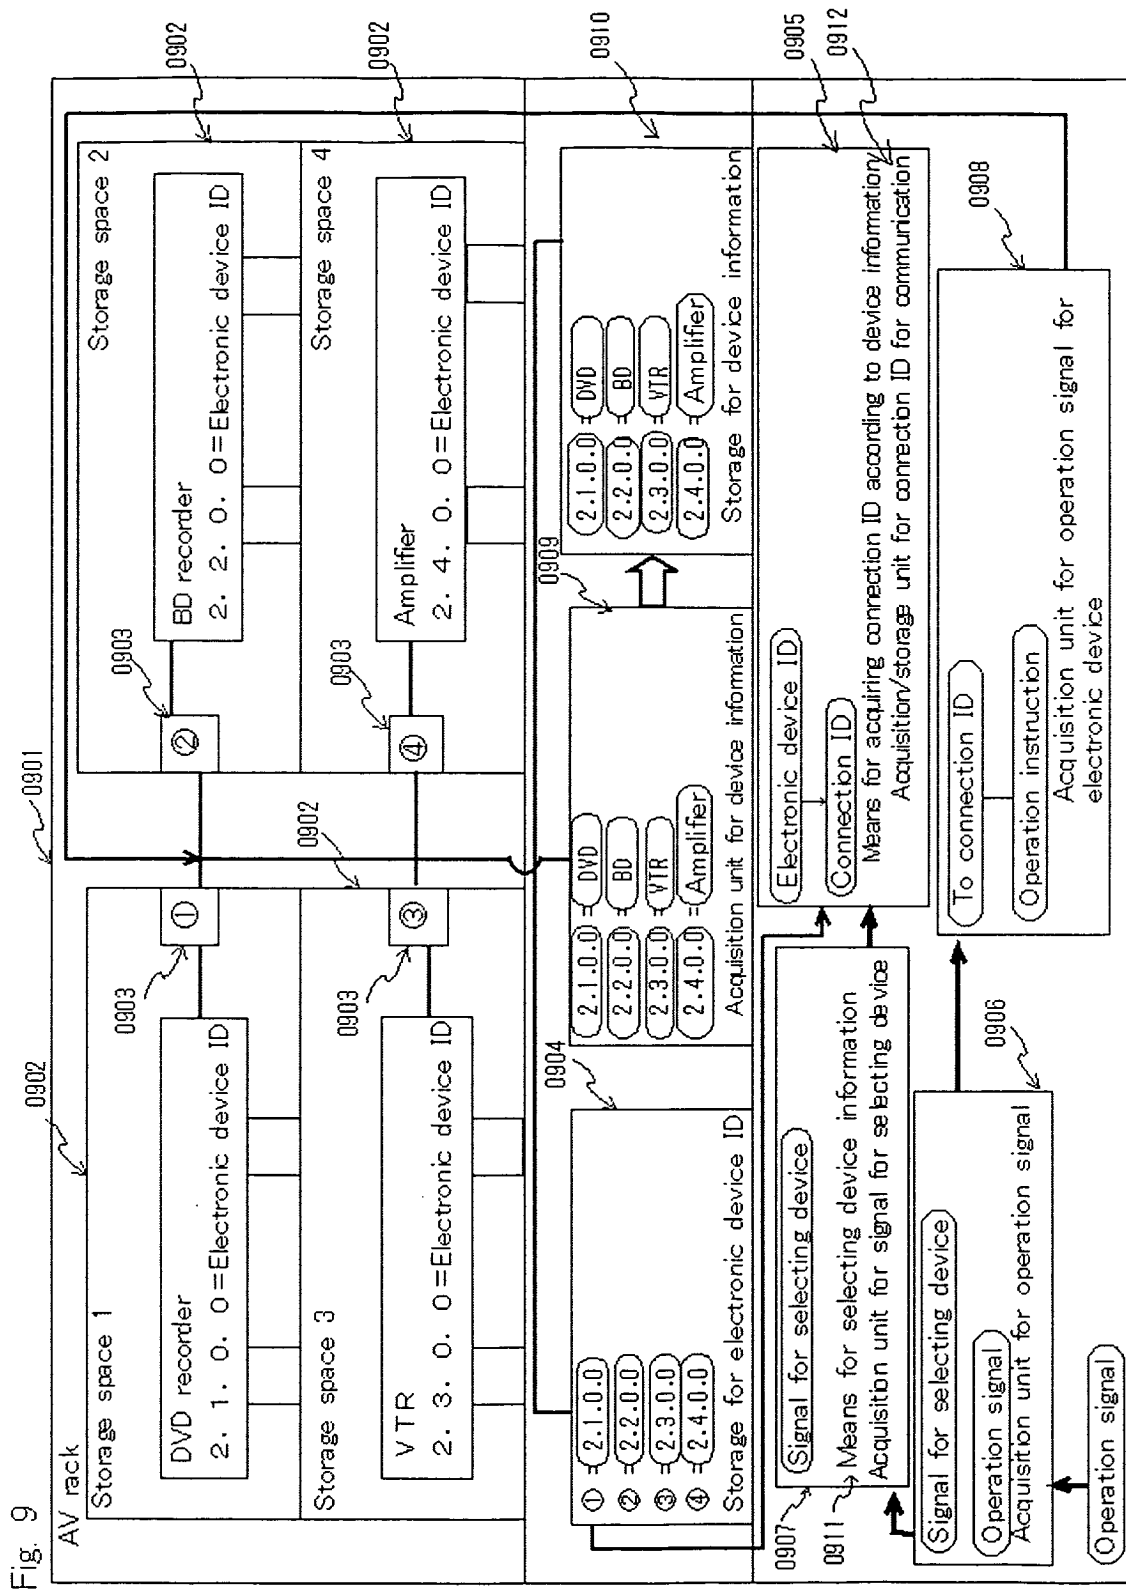 Fig. 9
0901
AV rack
0902
Storage space 1
DVD recorder
2. 1. 0. 0=Electronic device ID
0903
①
Storage space 2
0902
BD recorder
2. 2. 0. 0=Electronic device ID
0903
②
Storage space 3
0902
VTR
2. 3. 0. 0=Electronic device ID
0903
③
Storage space 4
0902
Amplifier
2. 4. 0. 0=Electronic device ID
0903
④
0904
①=2.1.0.0
②=2.2.0.0
③=2.3.0.0
④=2.4.0.0
Storage for electronic device ID
0909
2.1.0.0=DVD
2.2.0.0=BD
2.3.0.0=VTR
2.4.0.0=Amplifier
Acquisition unit for device information
0910
2.1.0.0=DVD
2.2.0.0=BD
2.3.0.0=VTR
2.4.0.0=Amplifier
Storage for device information
0907
Signal for selecting device
0911
Means for selecting device information
Acquisition unit for signal for selecting device
0905
Electronic device ID
Connection ID
Means for acquiring connection ID according to device information
0912
Acquisition/storage unit for connection ID for communication
0906
Signal for selecting device
Operation signal
Acquisition unit for operation signal
Operation signal
0908
To connection ID
Operation instruction
Acquisition unit for operation signal for
electronic device